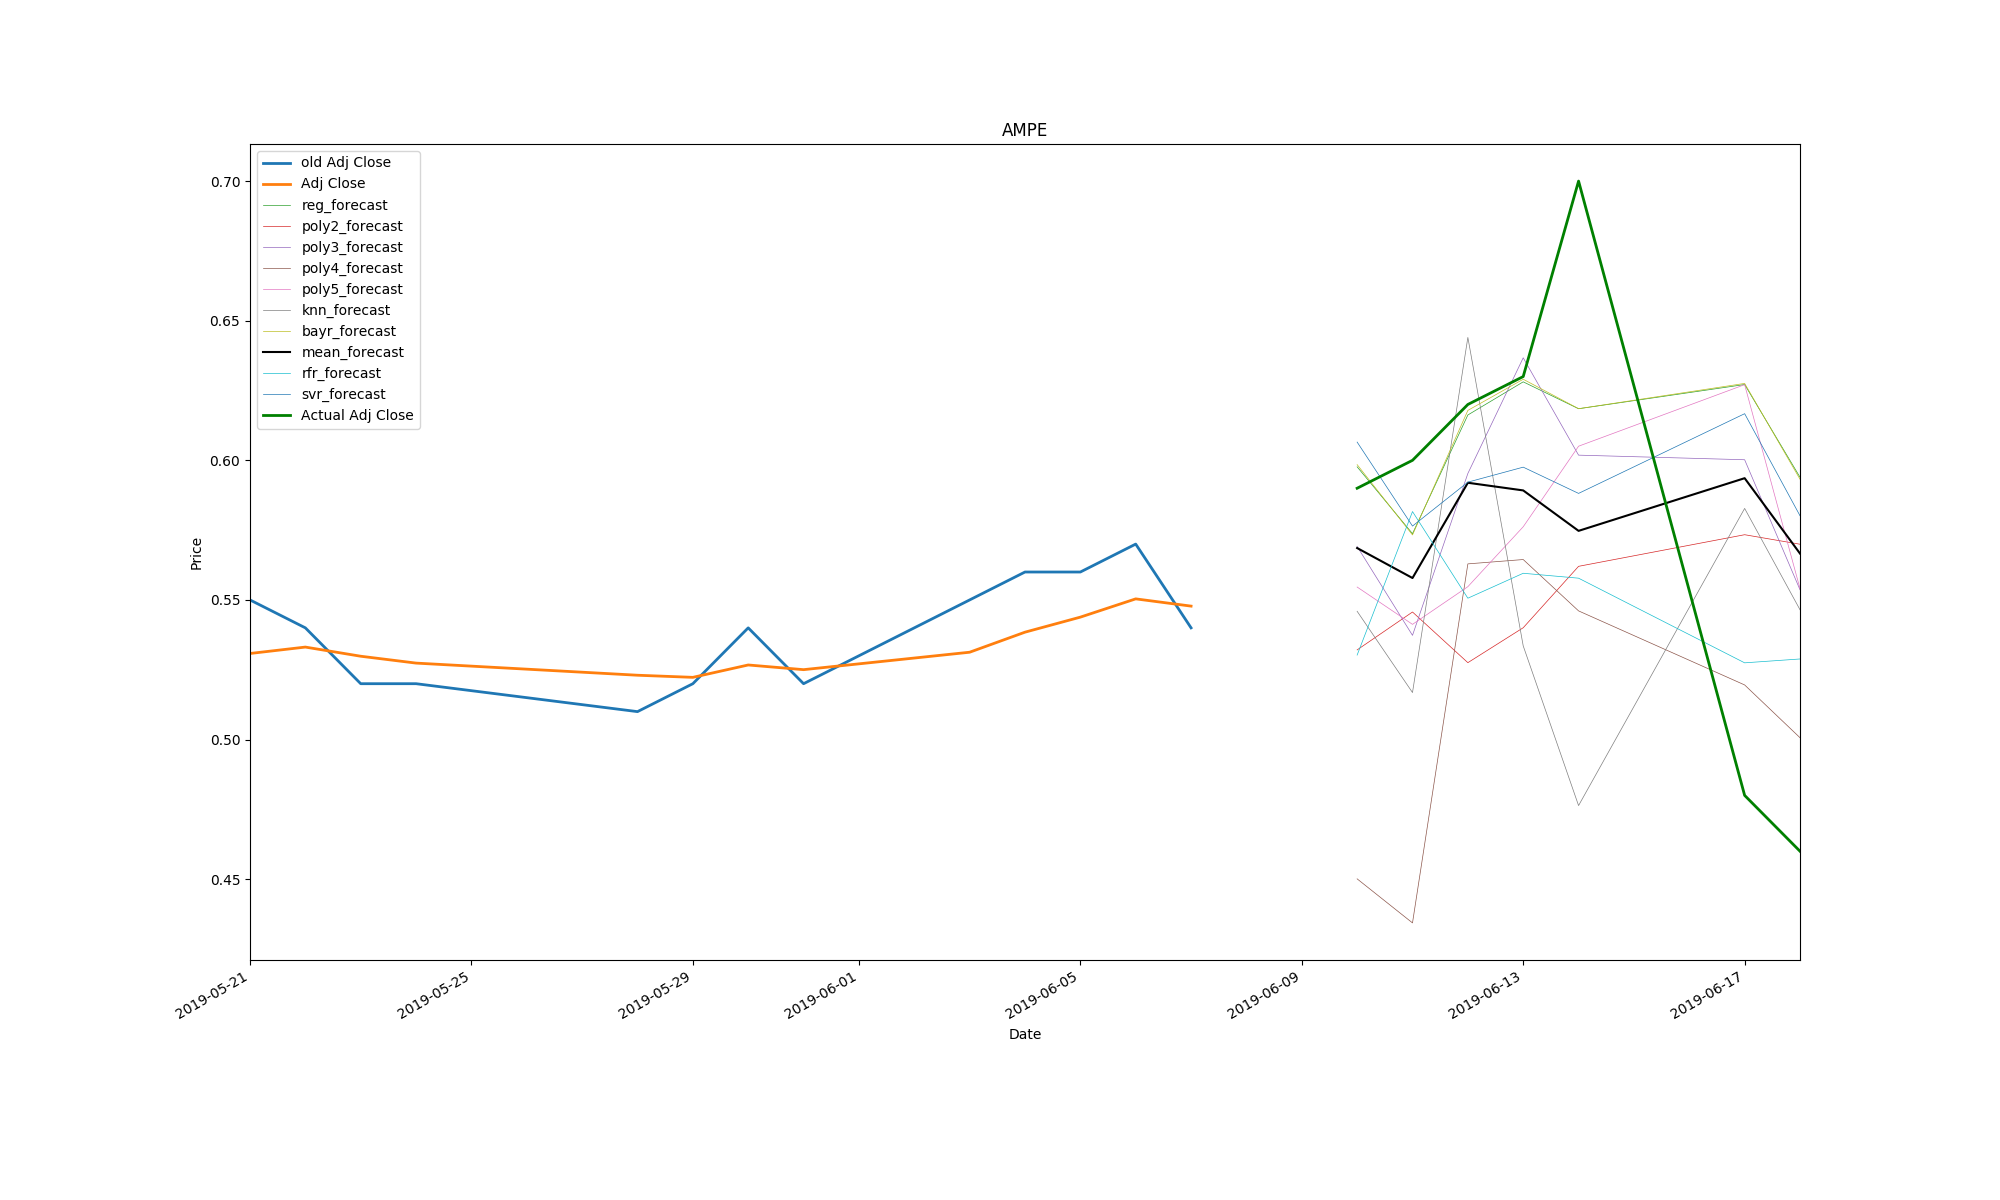 AMPE
old Adj Close
Adj Close
reg_forecast
poly2_forecast
poly3_forecast
poly4_forecast
poly5_forecast
knn_forecast
bayr_forecast
mean_forecast
rfr_forecast
svr_forecast
Actual Adj Close
0.70
0.65
0.60
0.55
0.50
0.45
Price
2019-05-21
2019-05-25
2019-05-29
2019-06-01
2019-06-05
2019-06-09
2019-06-13
2019-06-17
Date